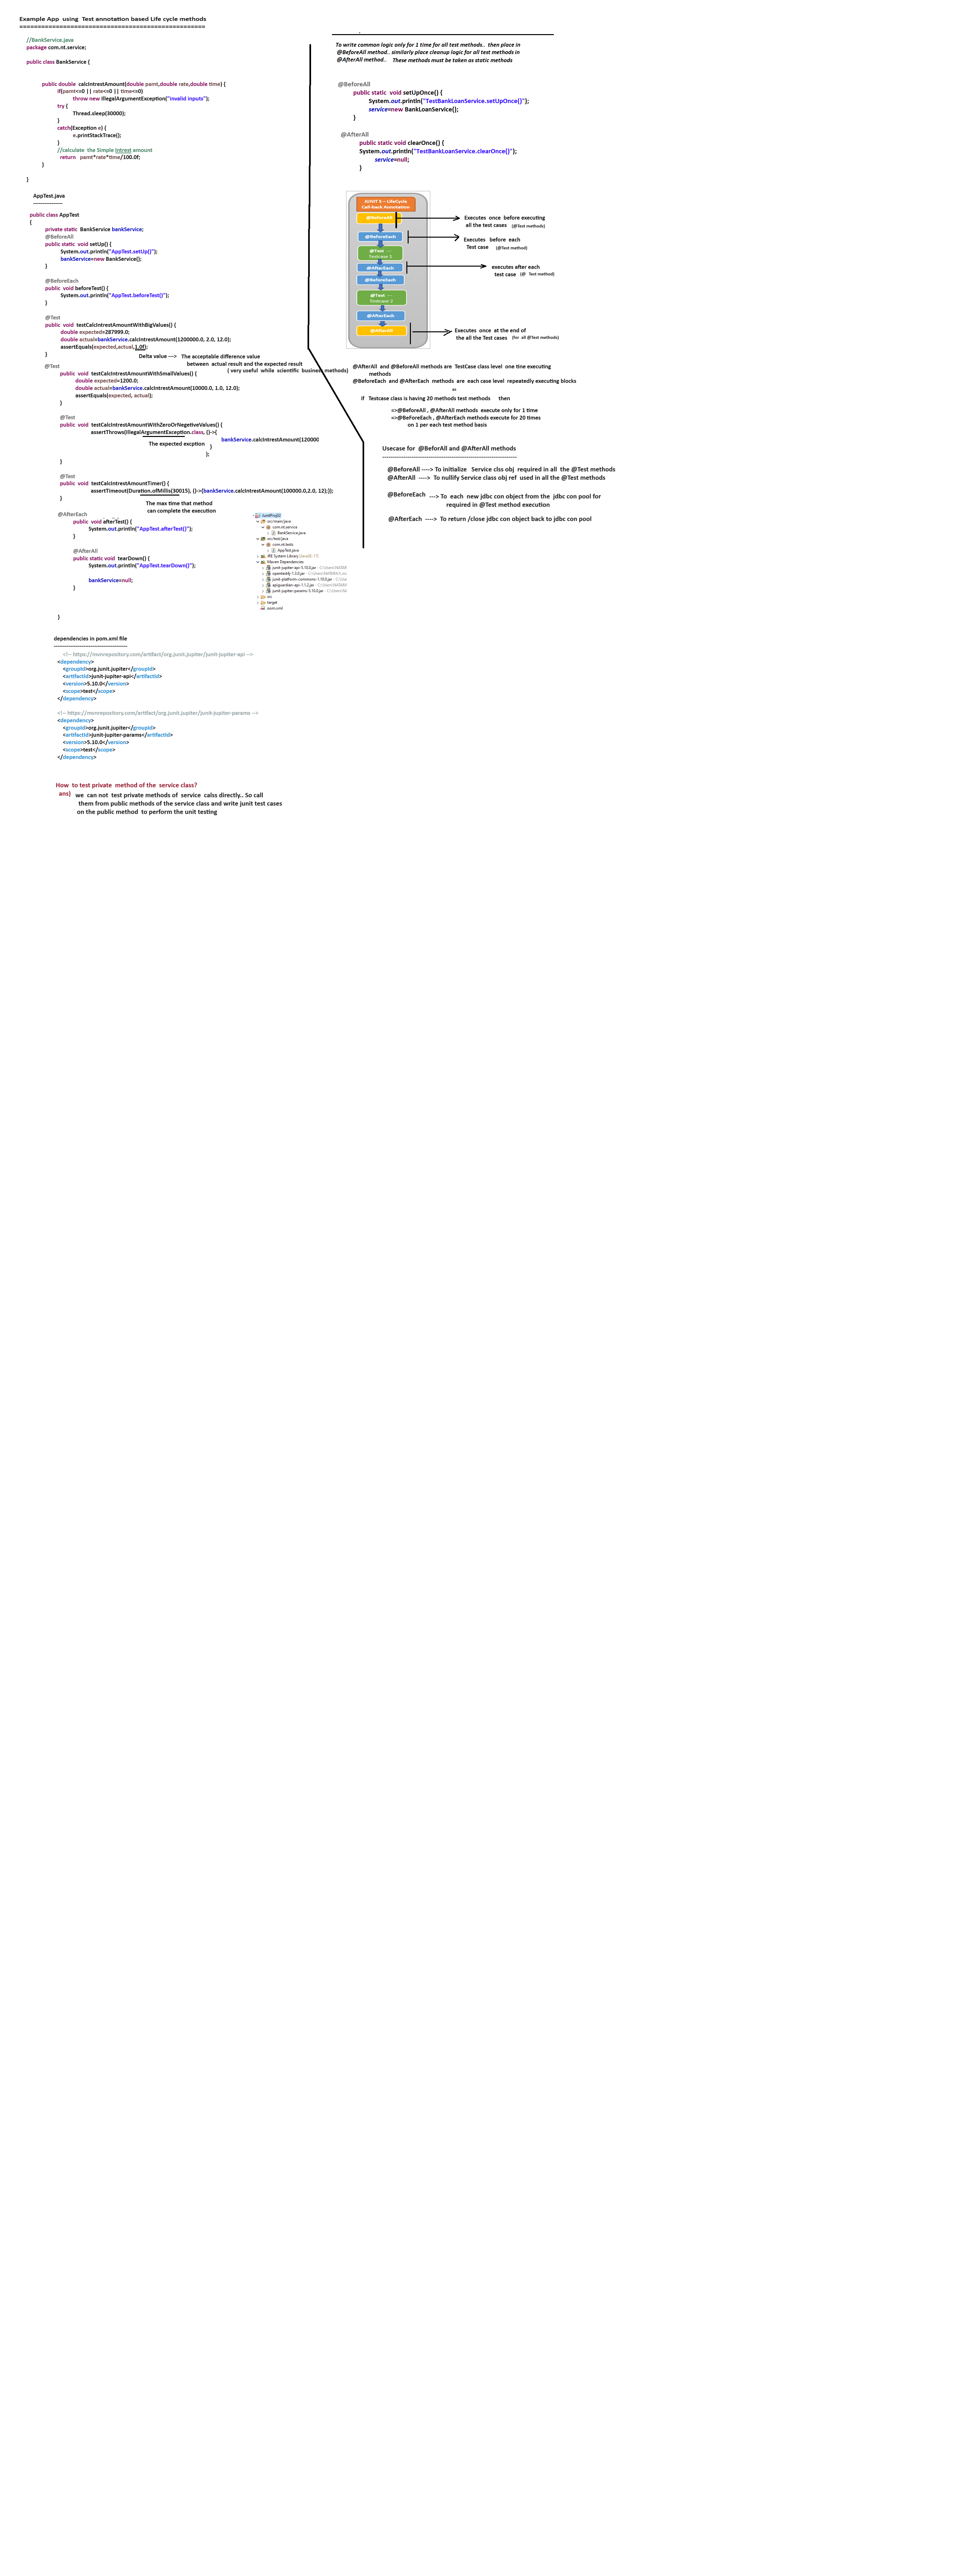 Example App using Test annotation based Life cycle methods
====================================================
//BankService.java
package com.nt.service;
public class BankService {
public double calcIntrestAmount(double pamt,double rate,double time) {
if(pamt<=0 || rate<=0 || time<=0)
throw new IllegalArgumentException("invalid inputs");
try {
Thread.sleep(30000);
}
catch(Exception e) {
e.printStackTrace();
}
//calculate the Simple Intrest amount
return pamt*rate*time/100.0f;
}
}
AppTest.java
-----------------
public class AppTest
{
private static BankService bankService;
@BeforeAll
public static void setUp() {
System.out.println("AppTest.setUp()");
bankService=new BankService();
}
@BeforeEach
public void beforeTest() {
System.out.println("AppTest.beforeTest()");
}
@Test
public void testCalcIntrestAmountWithBigValues() {
double expected=287999.0;
double actual=bankService.calcIntrestAmount(1200000.0, 2.0, 12.0);
assertEquals(expected,actual,1.0f);
}
Delta value ---> The acceptable difference value
between actual result and the expected result
( very useful while scientific business methods)
@Test
public void testCalcIntrestAmountWithSmallValues() {
double expected=1200.0;
double actual=bankService.calcIntrestAmount(10000.0, 1.0, 12.0);
assertEquals(expected, actual);
}
@Test
public void testCalcIntrestAmountWithZeroOrNegetiveValues() {
assertThrows(IllegalArgumentException.class, ()->{
bankService.calcIntrestAmount(120000
The expected excption
}
);
}
@Test
public void testCalcIntrestAmountTimer() {
assertTimeout(Duration.ofMillis(30015), ()->{bankService.calcIntrestAmount(100000.0,2.0, 12);});
}
The max time that method
can complete the execution
@AfterEach
public void afterTest() {
System.out.println("AppTest.afterTest()");
}
@AfterAll
public static void tearDown() {
System.out.println("AppTest.tearDown()");
bankService=null;
}
}
JunitProj02
src/main/java
com.nt.service
BankService.java
src/test/java
com.nt.tests
AppTest.java
JRE System Library [JavaSE-17]
Maven Dependencies
junit-jupiter-api-5.10.0.jar
opentest4j-1.3.0.jar
junit-platform-commons-1.10.0.jar
apiguardian-api-1.1.2.jar
junit-jupiter-params-5.10.0.jar
src
target
pom.xml
dependencies in pom.xml file
------------------------------------
<!-- https://mvnrepository.com/artifact/org.junit.jupiter/junit-jupiter-api -->
<dependency>
<groupId>org.junit.jupiter</groupId>
<artifactId>junit-jupiter-api</artifactId>
<version>5.10.0</version>
<scope>test</scope>
</dependency>
<!-- https://mvnrepository.com/artifact/org.junit.jupiter/junit-jupiter-params -->
<dependency>
<groupId>org.junit.jupiter</groupId>
<artifactId>junit-jupiter-params</artifactId>
<version>5.10.0</version>
<scope>test</scope>
</dependency>
How to test private method of the service class?
ans) we can not test private methods of service calss directly.. So call
them from public methods of the service class and write junit test cases
on the public method to perform the unit testing
To write common logic only for 1 time for all test methods.. then place in
@BeforeAll method.. similarly place cleanup logic for all test methods in
@AfterAll method.. These methods must be taken as static methods
@BeforeAll
public static void setUpOnce() {
System.out.println("TestBankLoanService.setUpOnce()");
service=new BankLoanService();
}
@AfterAll
public static void clearOnce() {
System.out.println("TestBankLoanService.clearOnce()");
service=null;
}
JUNIT 5 – LifeCycle
Call-back Annotation
@BeforeAll
@BeforeEach
@Test ---
Testcase 1
@AfterEach
@BeforeEach
@Test ---
Testcase 2
@AfterEach
@AfterAll
Executes once before executing
all the test cases (@Test methods)
Executes before each
Test case (@Test method)
executes after each
test case (@ Test method)
Executes once at the end of
the all the Test cases (for all @Test methods)
@AfterAll and @BeforeAll methods are TestCase class level one time executing
methods
@BeforeEach and @AfterEach methods are each case level repeatedly executing blocks
==
if Testcase class is having 20 methods test methods then
=>@BeforeAll , @AfterAll methods execute only for 1 time
=>@BeForeEach , @AfterEach methods execute for 20 times
on 1 per each test method basis
Usecase for @BeforAll and @AfterAll methods
--------------------------------------------------------------
@BeforeAll ----> To initialize Service clss obj required in all the @Test methods
@AfterAll ----> To nullify Service class obj ref used in all the @Test methods
@BeforeEach ---> To each new jdbc con object from the jdbc con pool for
required in @Test method execution
@AfterEach ----> To return /close jdbc con object back to jdbc con pool